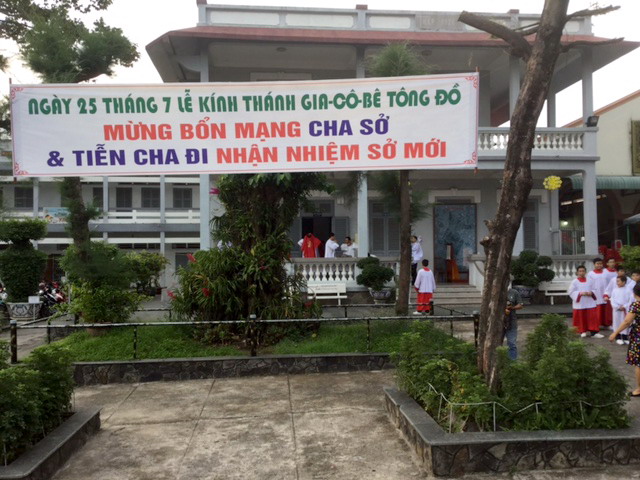 NGÀY 25 THÁNG 7 LỄ KÍNH THÁNH GIA-CÔ-BÊ TÔNG ĐỒ
MỪNG BỔN MẠNG CHA SỞ
& TIỄN CHA ĐI NHẬN NHIỆM SỞ MỚI